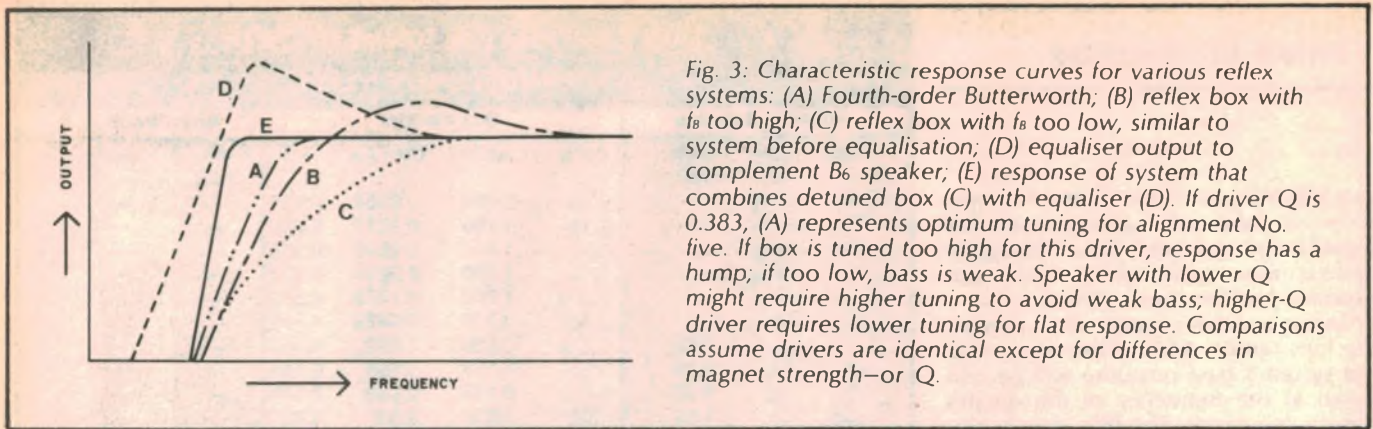 D
E
A
B
C
OUTPUT
FREQUENCY
Fig. 3: Characteristic response curves for various reflex
systems: (A) Fourth-order Butterworth; (B) reflex box with
fB too high; (C) reflex box with fB too low, similar to
system before equalisation; (D) equaliser output to
complement B6 speaker; (E) response of system that
combines detuned box (C) with equaliser (D). If driver Q is
0.383, (A) represents optimum tuning for alignment No.
five. If box is tuned too high for this driver, response has a
hump; if too low, bass is weak. Speaker with lower Q
might require higher tuning to avoid weak bass; higher-Q
driver requires lower tuning for flat response. Comparisons
assume drivers are identical except for differences in
magnet strength—or Q.